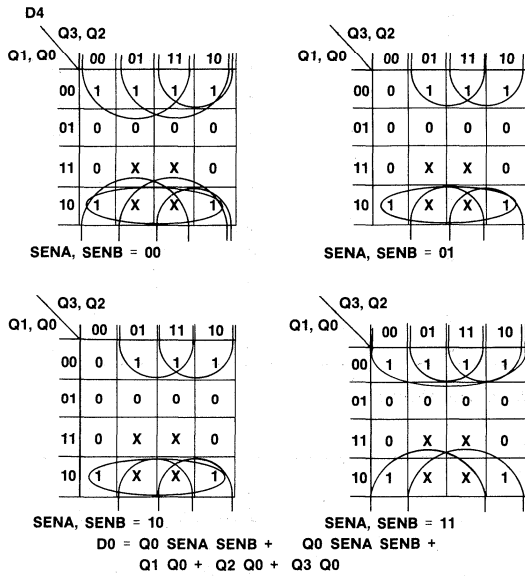 D4
Q3, Q2
Q1, Q0 00 01 11 10
00 1 1 1 1
01 0 0 0 0
11 0 X X 0
10 1 X X 1
SENA, SENB = 00
Q3, Q2
Q1, Q0 00 01 11 10
00 0 1 1 1
01 0 0 0 0
11 0 X X 0
10 1 X X 1
SENA, SENB = 01
Q3, Q2
Q1, Q0 00 01 11 10
00 0 1 1 1
01 0 0 0 0
11 0 X X 0
10 1 X X 1
SENA, SENB = 10
Q3, Q2
Q1, Q0 00 01 11 10
00 1 1 1 1
01 0 0 0 0
11 0 X X 0
10 1 X X 1
SENA, SENB = 11
D0 = Q0 SENA SENB + Q0 SENA SENB +
Q1 Q0 + Q2 Q0 + Q3 Q0